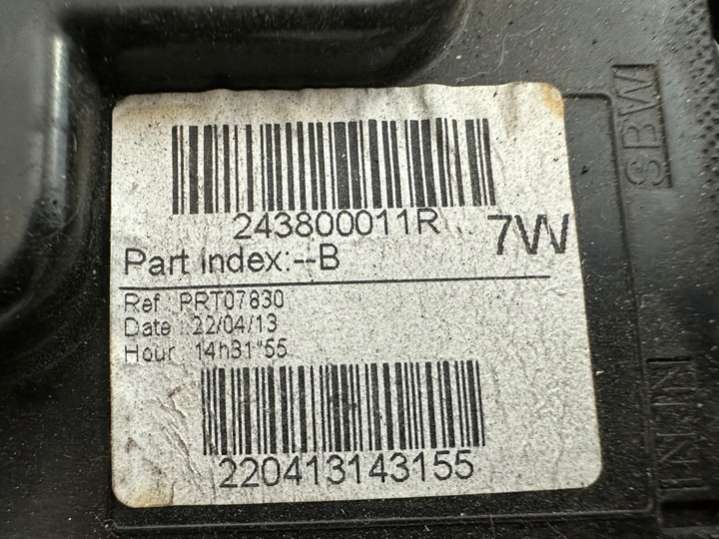 243800011R
7W
Part index:--B
Ref : PRT07830
Date : 22/04/13
Hour : 14h31"55
220413143155
SBW